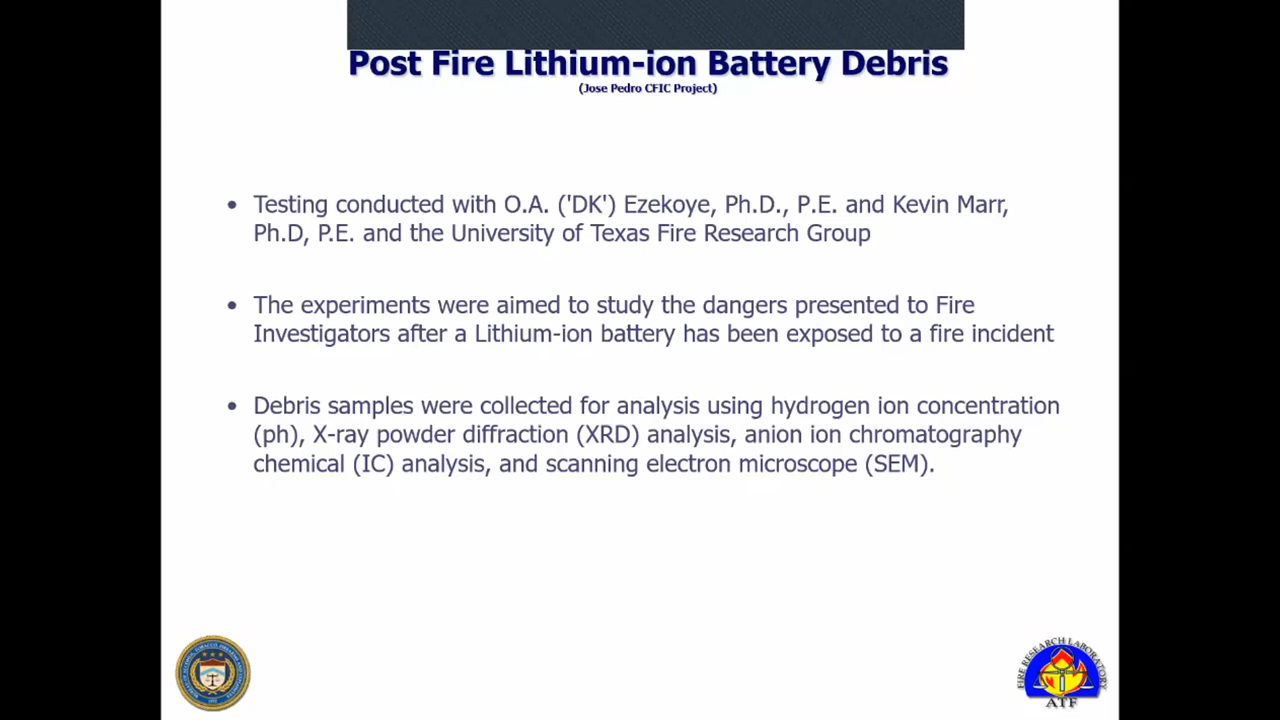 Post Fire Lithium-ion Battery Debris
(Jose Pedro CFIC Project)
• Testing conducted with O.A. ('DK') Ezekoye, Ph.D., P.E. and Kevin Marr,
Ph.D, P.E. and the University of Texas Fire Research Group
• The experiments were aimed to study the dangers presented to Fire
Investigators after a Lithium-ion battery has been exposed to a fire incident
• Debris samples were collected for analysis using hydrogen ion concentration
(ph), X-ray powder diffraction (XRD) analysis, anion ion chromatography
chemical (IC) analysis, and scanning electron microscope (SEM).
FIRE RESEARCH LABORATORY
ATF